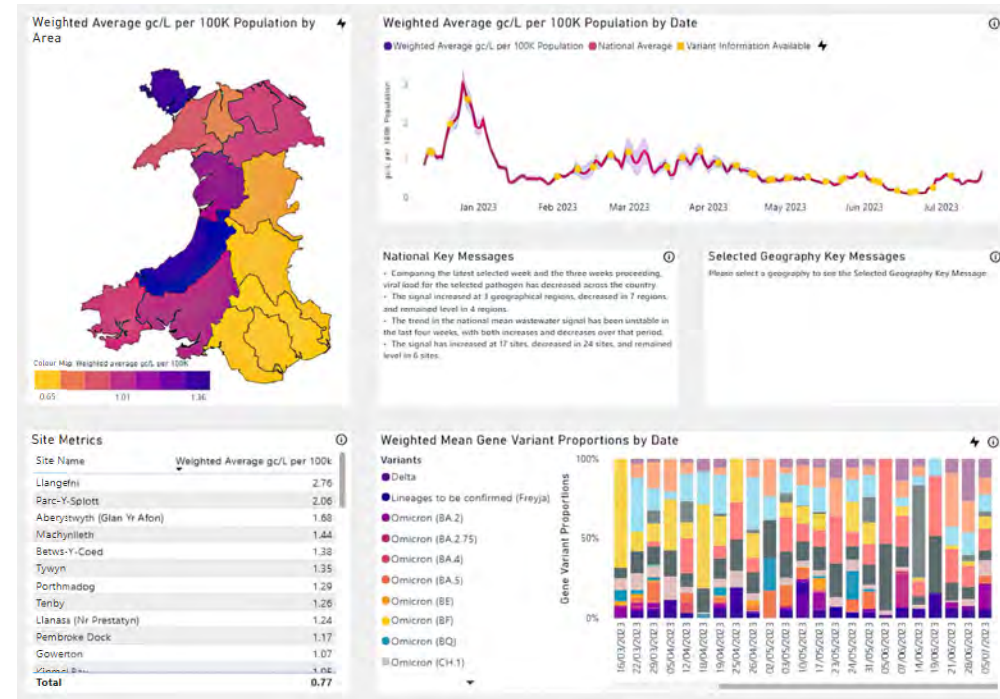 Weighted Average gc/L per 100K Population by
Area
Colour Map Weighted average gc/L per 100K
0.65 1.01 1.36
Weighted Average gc/L per 100K Population by Date
Weighted Average gc/L per 100K Population National Average Variant Information Available
gc/L per 100K Population
3
2
1
0
Jan 2023 Feb 2023 Mar 2023 Apr 2023 May 2023 Jun 2023 Jul 2023
National Key Messages
- Comparing the latest selected week and the three weeks proceeding,
viral load for the selected pathogen has decreased across the country.
- The signal increased at 3 geographical regions, decreased in 7 regions,
and remained level in 4 regions.
- The trend in the national mean wastewater signal has been unstable in
the last four weeks, with both increases and decreases over that period.
- The signal has increased at 17 sites, decreased in 24 sites, and remained
level in 6 sites.
Selected Geography Key Messages
Please select a geography to see the Selected Geography Key Message
Site Metrics
Site Name Weighted Average gc/L per 100k
Llangefni 2.76
Parc-Y-Splott 2.06
Aberystwyth (Glan Yr Afon) 1.68
Machynlleth 1.44
Betws-Y-Coed 1.38
Tywyn 1.35
Porthmadog 1.29
Tenby 1.26
Llanasa (Nr Prestatyn) 1.24
Pembroke Dock 1.17
Gowerton 1.07
Total 0.77
Weighted Mean Gene Variant Proportions by Date
Variants
Delta
Lineages to be confirmed (Freyja)
Omicron (BA.2)
Omicron (BA.2.75)
Omicron (BA.4)
Omicron (BA.5)
Omicron (BE)
Omicron (BF)
Omicron (BQ)
Omicron (CH.1)
Gene Variant Proportions
100%
50%
0%
16/03/2023
22/03/2023
29/03/2023
05/04/2023
12/04/2023
18/04/2023
19/04/2023
25/04/2023
26/04/2023
02/05/2023
03/05/2023
10/05/2023
17/05/2023
23/05/2023
24/05/2023
31/05/2023
05/06/2023
07/06/2023
14/06/2023
19/06/2023
21/06/2023
28/06/2023
05/07/2023